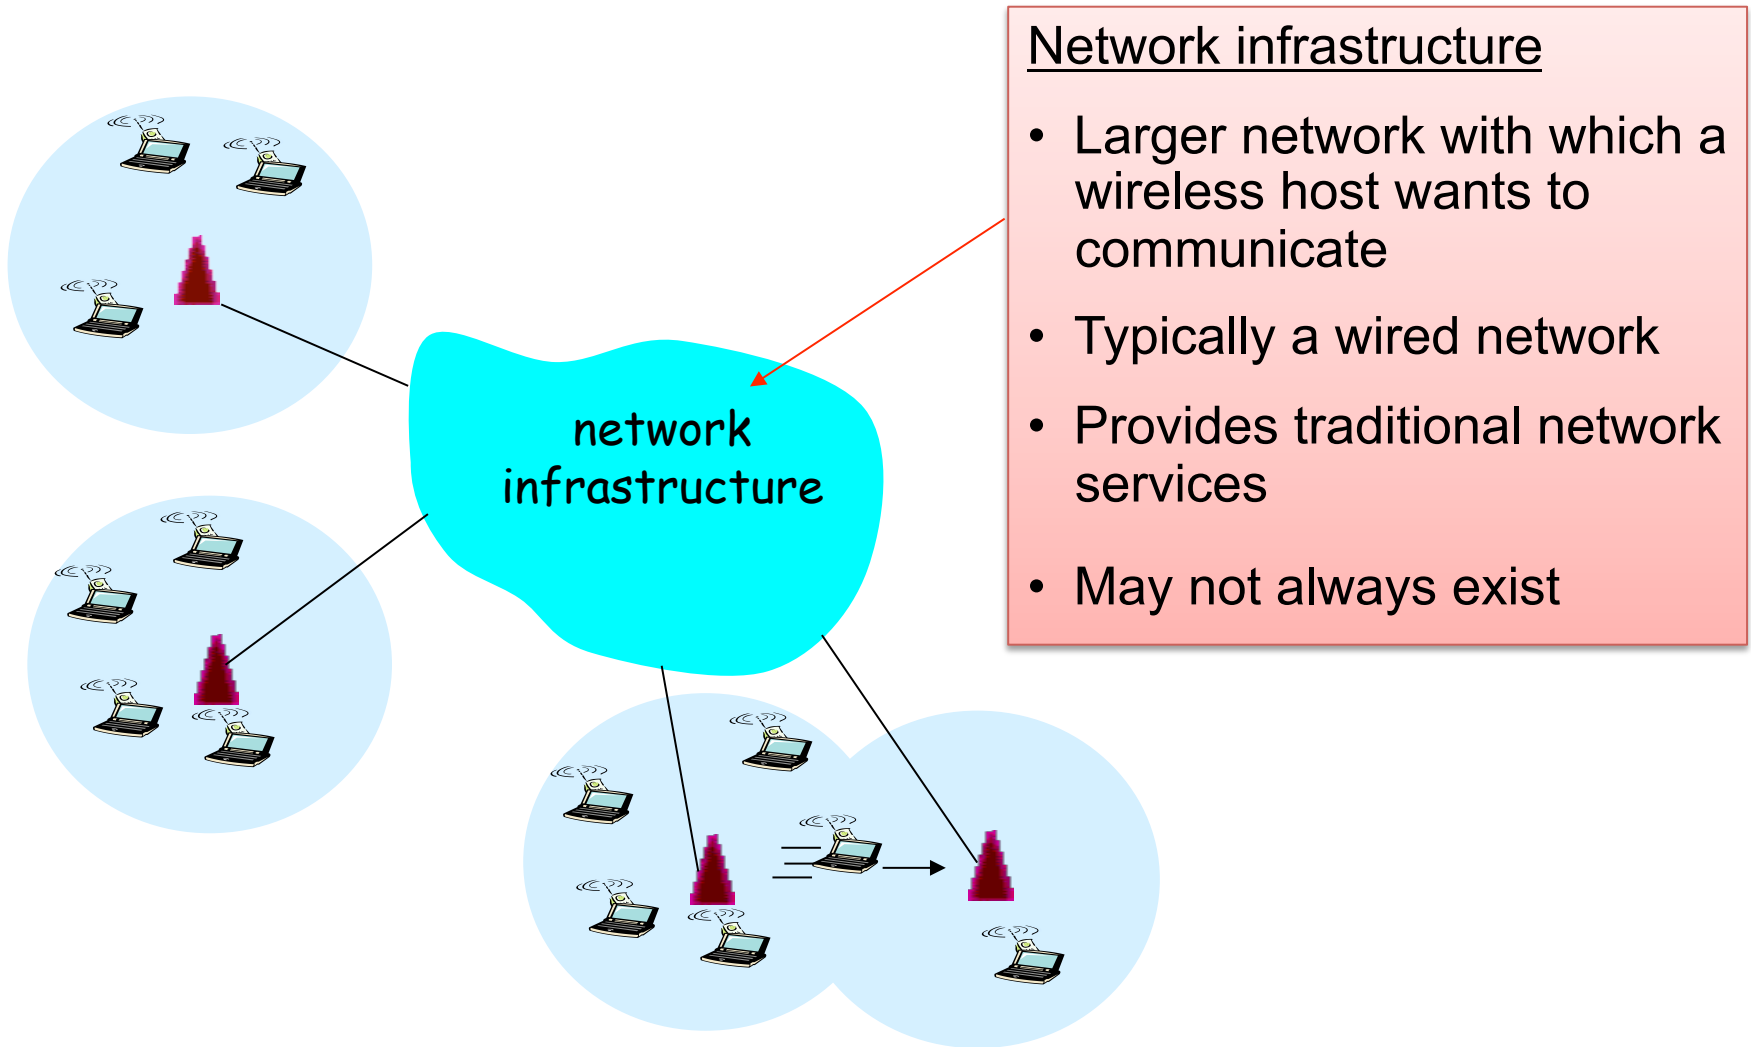 Network infrastructure
• Larger network with which a
wireless host wants to
communicate
• Typically a wired network
• Provides traditional network
services
• May not always exist
network
infrastructure